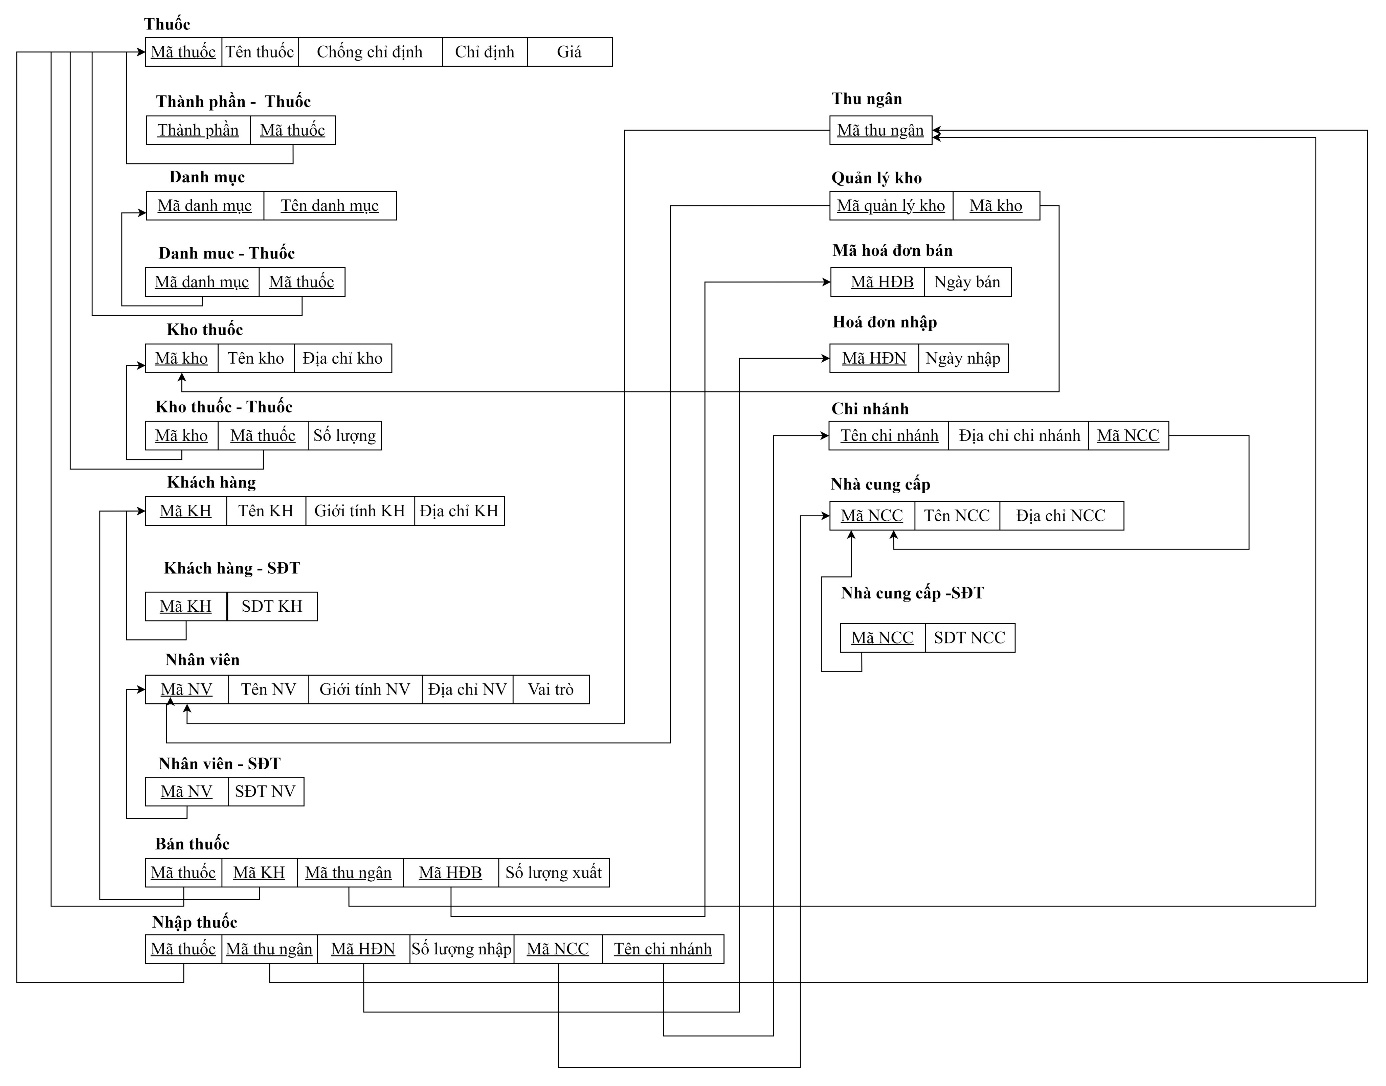 Thuốc
Mã thuốc Tên thuốc Chống chỉ định Chỉ định Giá
Thành phần - Thuốc
Thành phần Mã thuốc
Danh mục
Mã danh mục Tên danh mục
Danh muc - Thuốc
Mã danh mục Mã thuốc
Kho thuốc
Mã kho Tên kho Địa chỉ kho
Kho thuốc - Thuốc
Mã kho Mã thuốc Số lượng
Khách hàng
Mã KH Tên KH Giới tính KH Địa chỉ KH
Khách hàng - SĐT
Mã KH SDT KH
Nhân viên
Mã NV Tên NV Giới tính NV Địa chỉ NV Vai trò
Nhân viên - SĐT
Mã NV SĐT NV
Bán thuốc
Mã thuốc Mã KH Mã thu ngân Mã HĐB Số lượng xuất
Nhập thuốc
Mã thuốc Mã thu ngân Mã HĐN Số lượng nhập Mã NCC Tên chi nhánh
Thu ngân
Mã thu ngân
Quản lý kho
Mã quản lý kho Mã kho
Mã hoá đơn bán
Mã HĐB Ngày bán
Hoá đơn nhập
Mã HĐN Ngày nhập
Chi nhánh
Tên chi nhánh Địa chỉ chi nhánh Mã NCC
Nhà cung cấp
Mã NCC Tên NCC Địa chỉ NCC
Nhà cung cấp -SĐT
Mã NCC SDT NCC